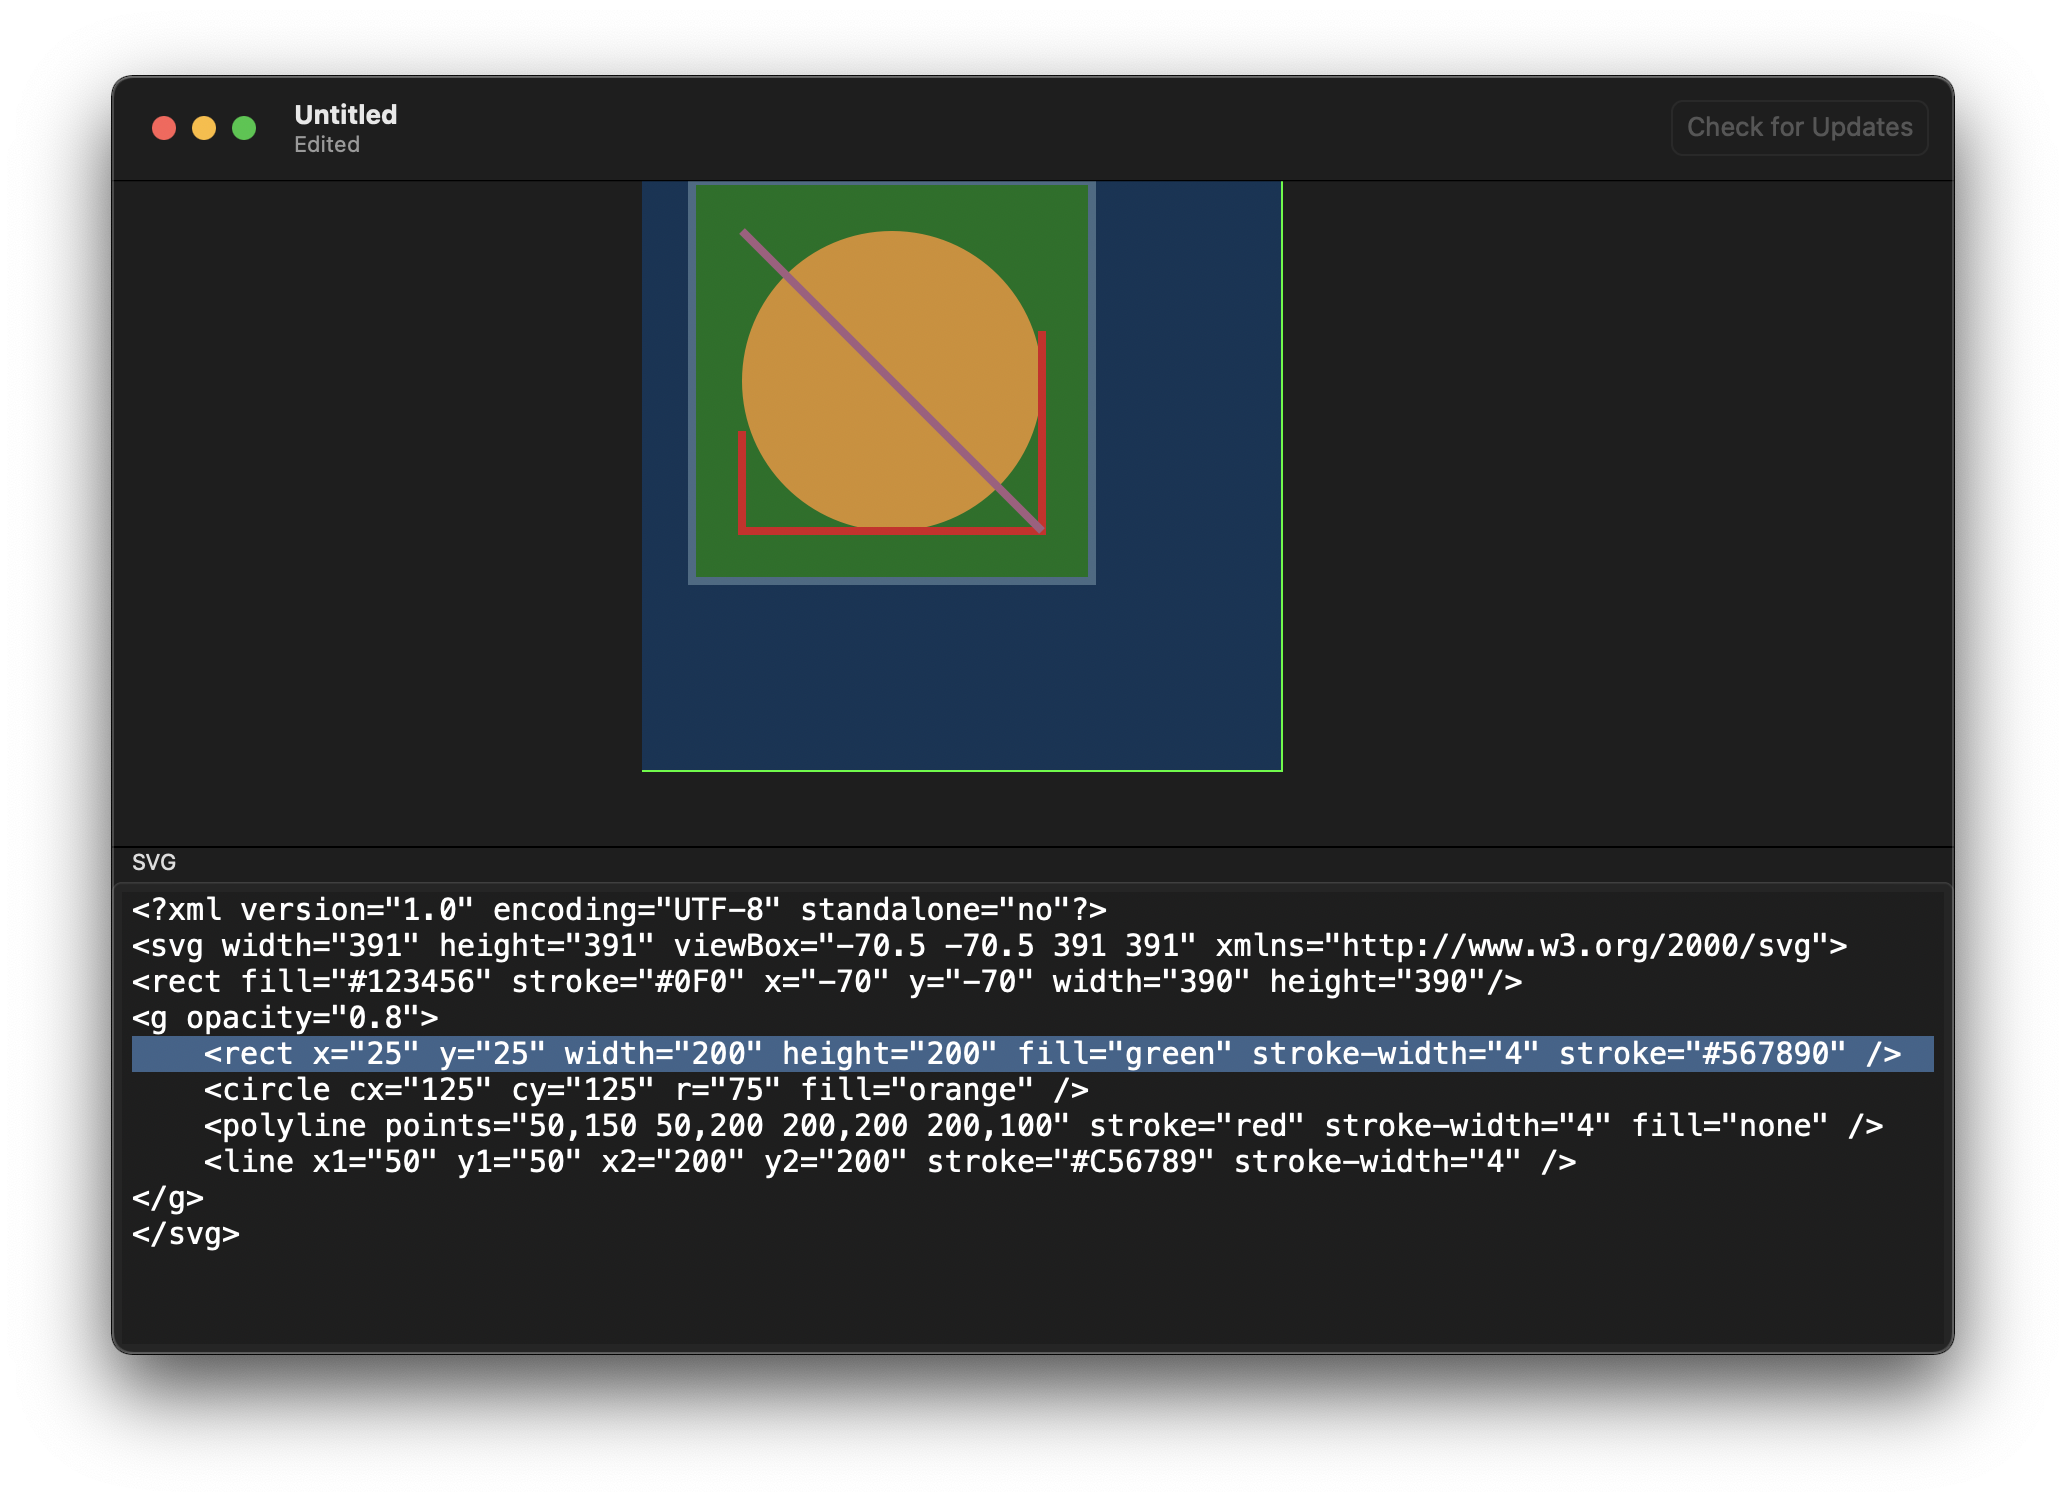 Untitled
Edited
Check for Updates
SVG
<?xml version="1.0" encoding="UTF-8" standalone="no"?>
<svg width="391" height="391" viewBox="-70.5 -70.5 391 391" xmlns="http://www.w3.org/2000/svg">
<rect fill="#123456" stroke="#0F0" x="-70" y="-70" width="390" height="390"/>
<g opacity="0.8">
    <rect x="25" y="25" width="200" height="200" fill="green" stroke-width="4" stroke="#567890" />
    <circle cx="125" cy="125" r="75" fill="orange" />
    <polyline points="50,150 50,200 200,200 200,100" stroke="red" stroke-width="4" fill="none" />
    <line x1="50" y1="50" x2="200" y2="200" stroke="#C56789" stroke-width="4" />
</g>
</svg>